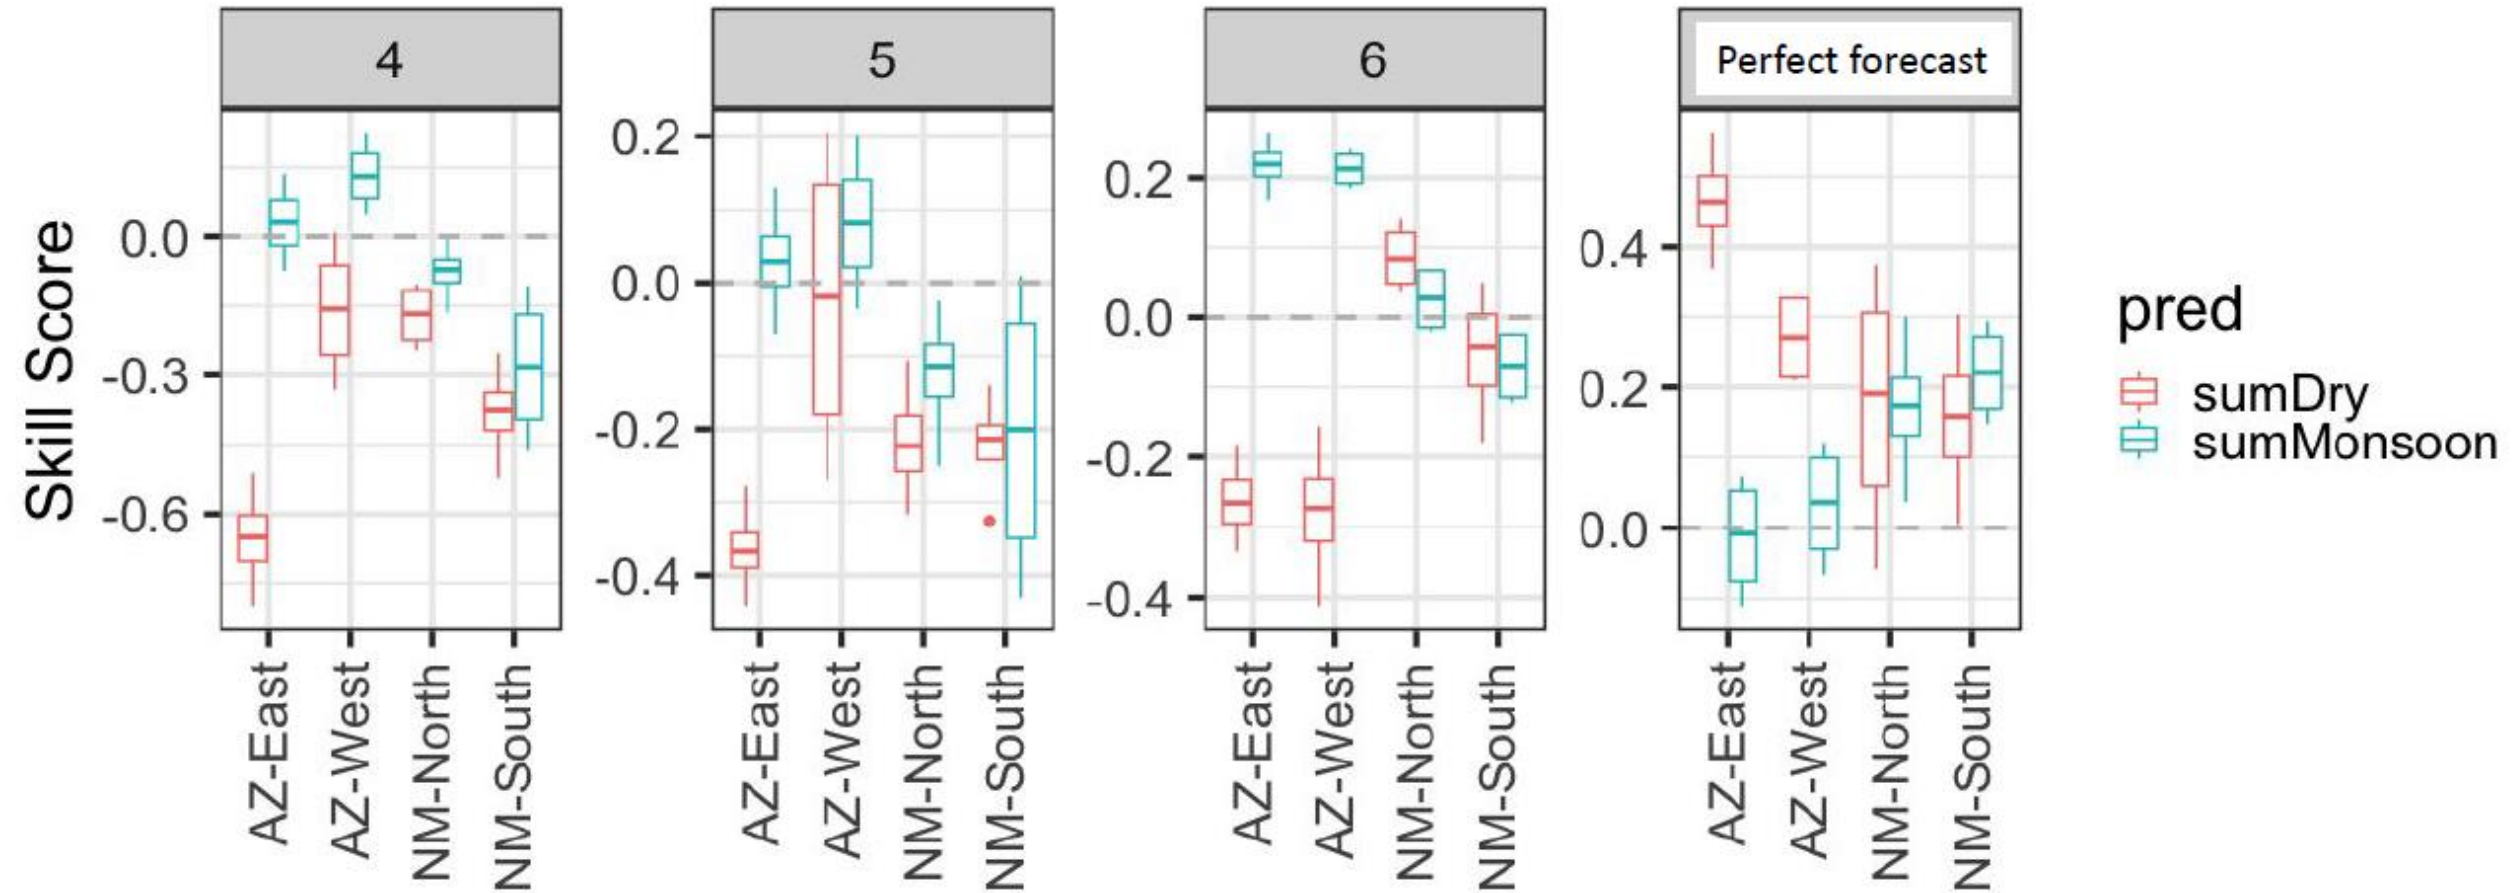 4
5
6
Perfect forecast
Skill Score
0.0
-0.3
-0.6
0.2
0.0
-0.2
-0.4
0.2
0.0
-0.2
-0.4
0.4
0.2
0.0
AZ-East
AZ-West
NM-North
NM-South
AZ-East
AZ-West
NM-North
NM-South
AZ-East
AZ-West
NM-North
NM-South
AZ-East
AZ-West
NM-North
NM-South
pred
sumDry
sumMonsoon